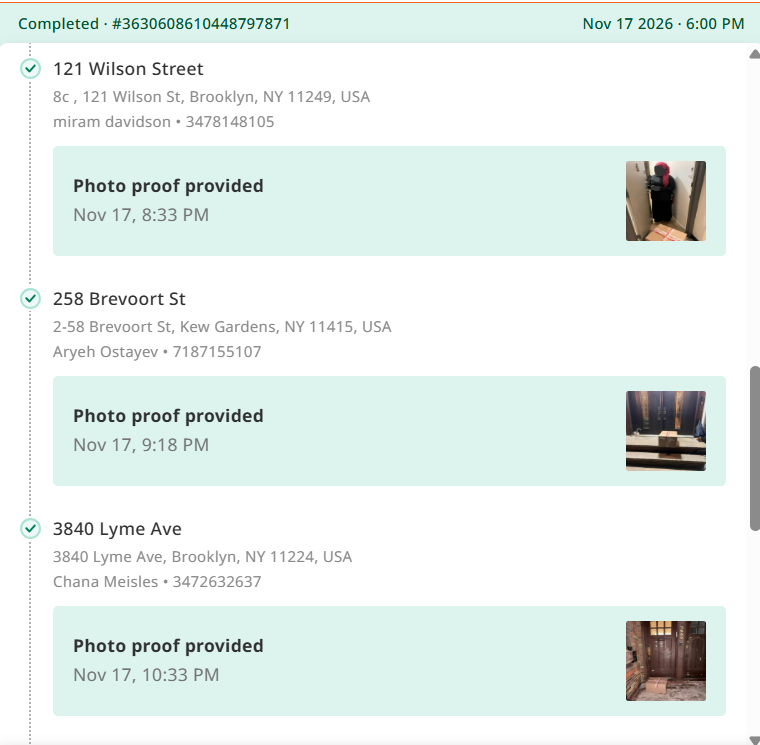 Completed · #3630608610448797871
Nov 17 2026 · 6:00 PM
121 Wilson Street
8c , 121 Wilson St, Brooklyn, NY 11249, USA
miram davidson • 3478148105
Photo proof provided
Nov 17, 8:33 PM
258 Brevoort St
2-58 Brevoort St, Kew Gardens, NY 11415, USA
Aryeh Ostayev • 7187155107
Photo proof provided
Nov 17, 9:18 PM
3840 Lyme Ave
3840 Lyme Ave, Brooklyn, NY 11224, USA
Chana Meisles • 3472632637
Photo proof provided
Nov 17, 10:33 PM